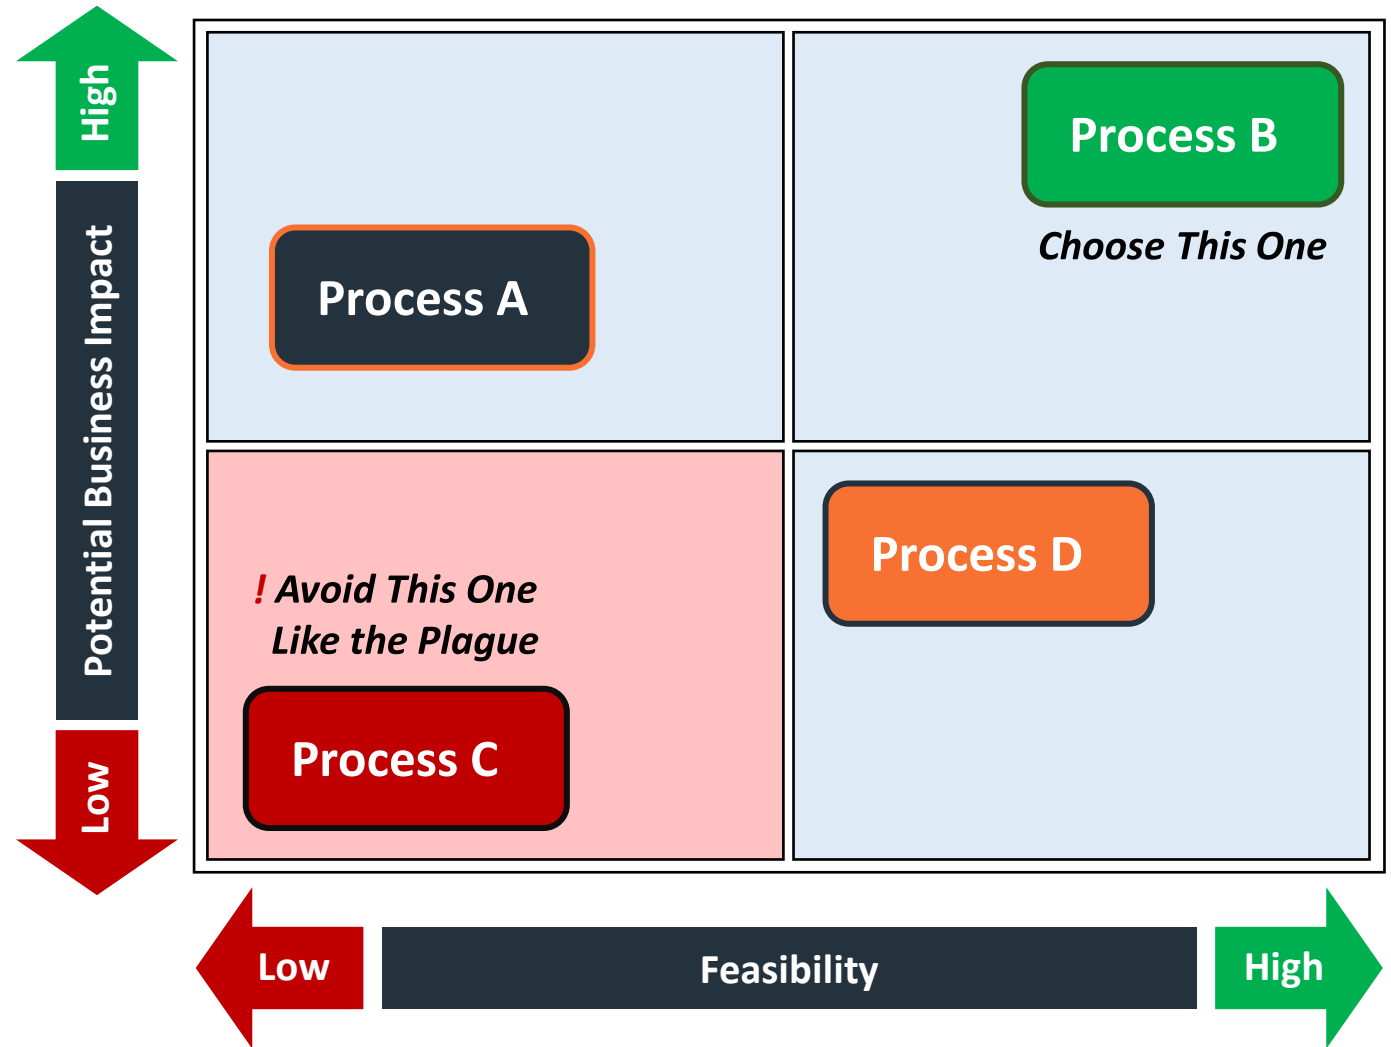 High
Potential Business Impact
Low
Process A
Process B
Choose This One
! Avoid This One
Like the Plague
Process C
Process D
Low
Feasibility
High